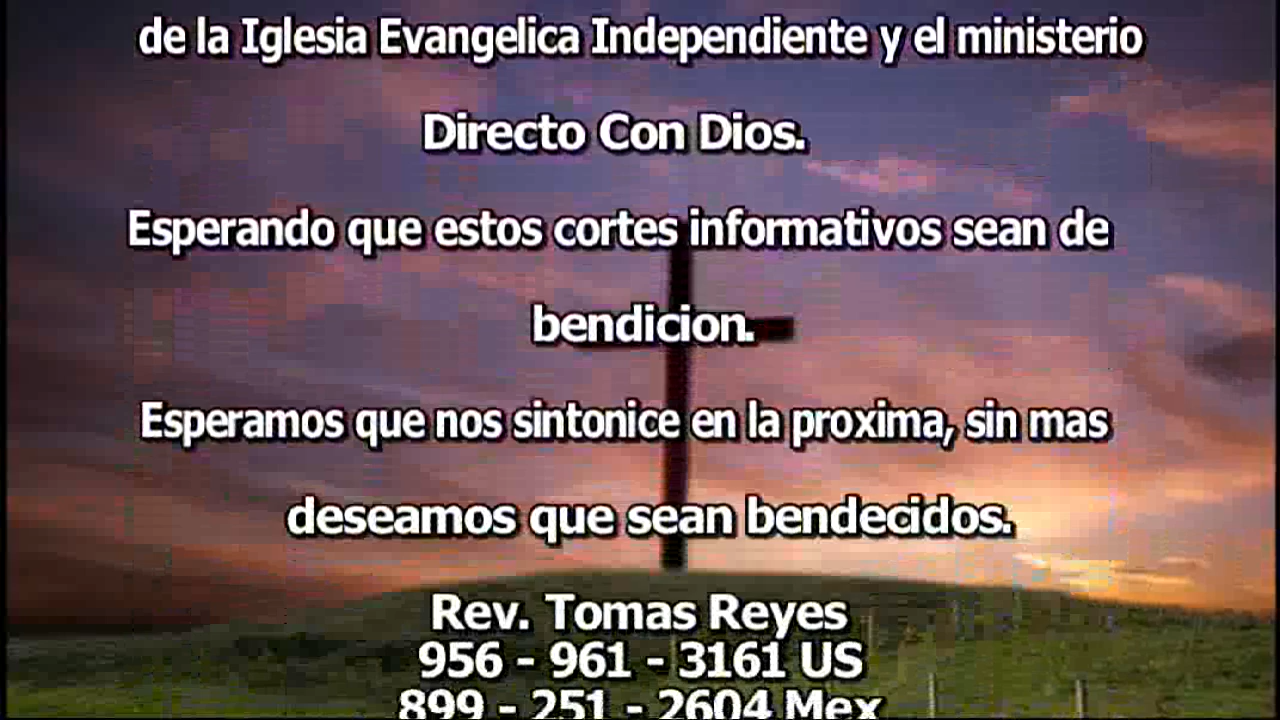 de la Iglesia Evangelica Independiente y el ministerio
Directo Con Dios.
Esperando que estos cortes informativos sean de
bendicion.
Esperamos que nos sintonice en la proxima, sin mas
deseamos que sean bendecidos.
Rev. Tomas Reyes
956 - 961 - 3161 US
899 - 251 - 2604 Mex